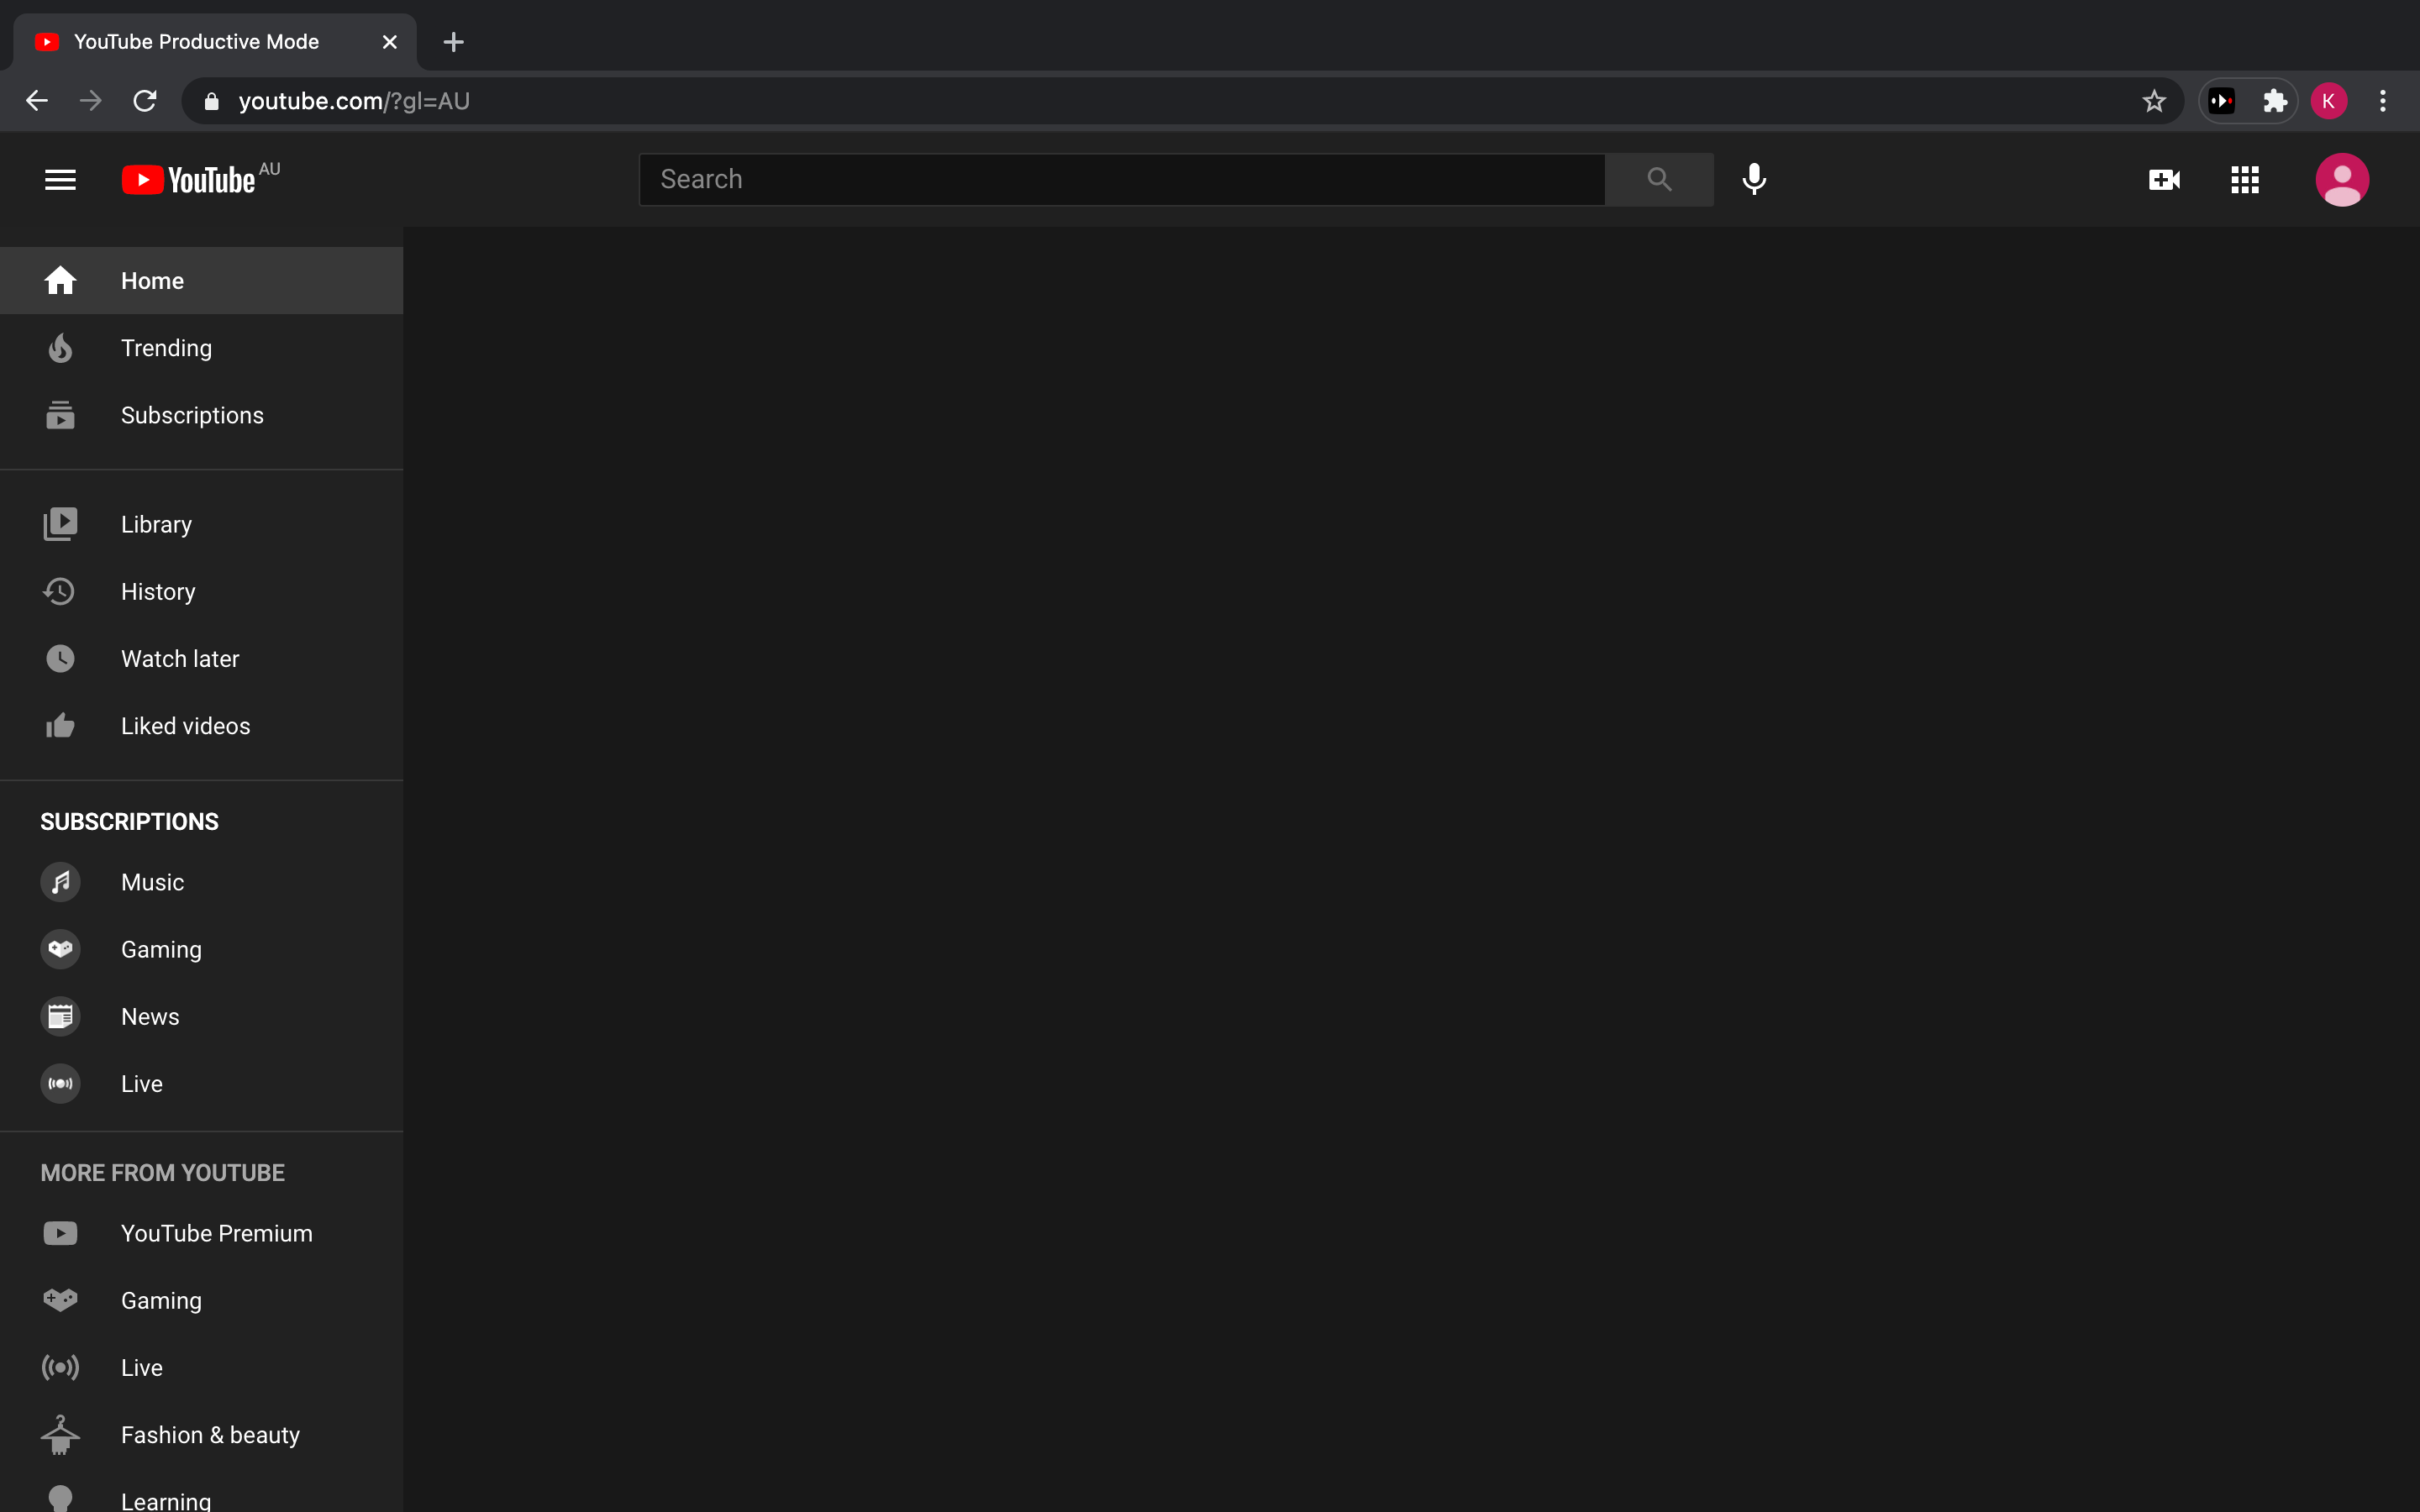 YouTube Productive Mode
youtube.com/?gl=AU
K
YouTube AU
Search
Home
Trending
Subscriptions
Library
History
Watch later
Liked videos
SUBSCRIPTIONS
Music
Gaming
News
Live
MORE FROM YOUTUBE
YouTube Premium
Gaming
Live
Fashion & beauty
Learning